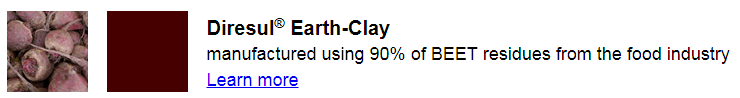 Diresul® Earth-Clay
manufactured using 90% of BEET residues from the food industry
Learn more